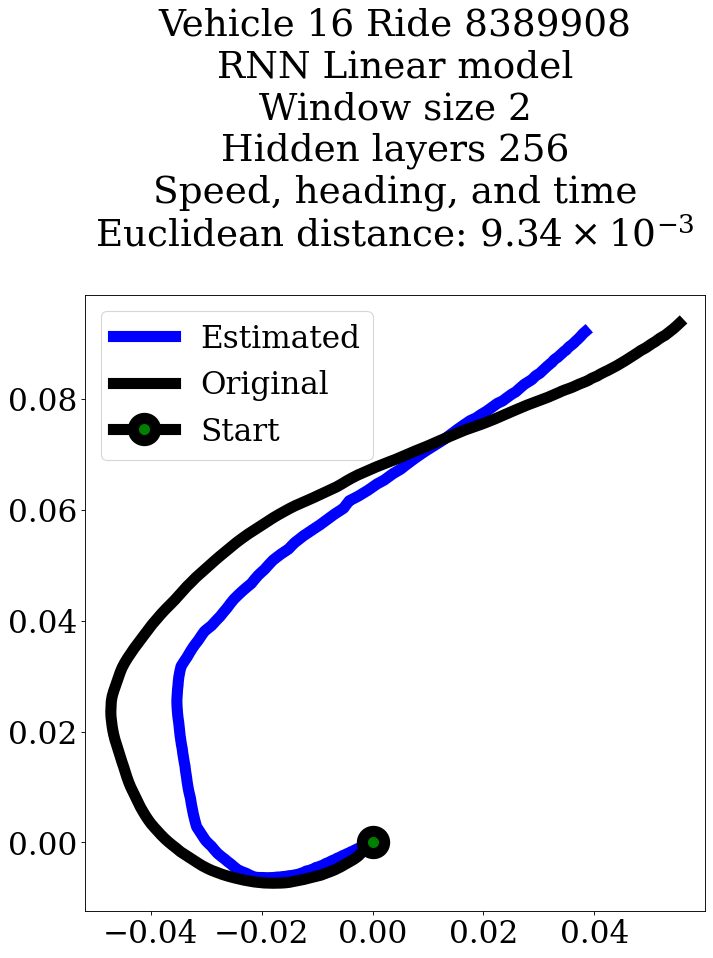 Vehicle 16 Ride 8389908
RNN Linear model
Window size 2
Hidden layers 256
Speed, heading, and time
Euclidean distance: 9.34 × 10⁻³
Estimated
Original
Start
0.08
0.06
0.04
0.02
0.00
−0.04 −0.02 0.00 0.02 0.04